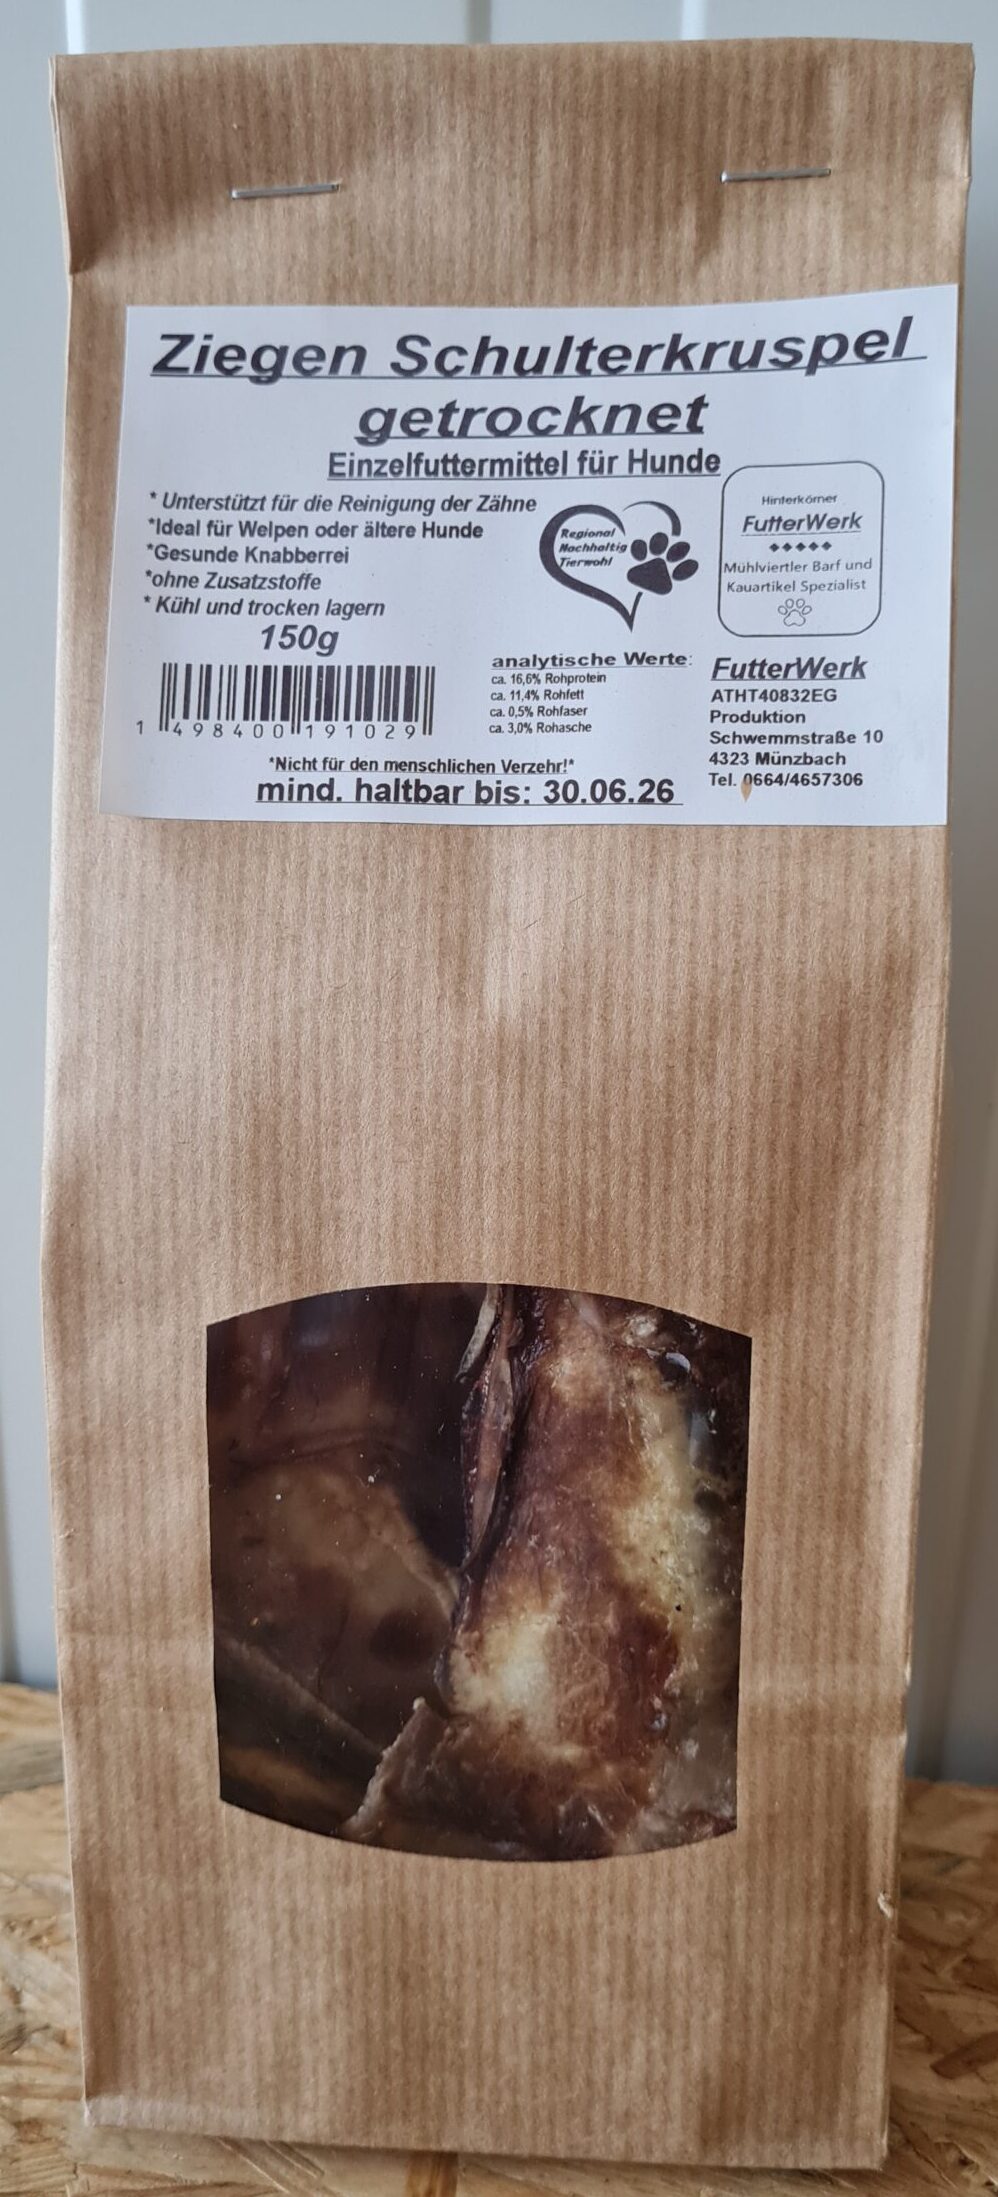 Ziegen Schulterkruspel
getrocknet
Einzelfuttermittel für Hunde
* Unterstützt für die Reinigung der Zähne
*Ideal für Welpen oder ältere Hunde
*Gesunde Knabberrei
*ohne Zusatzstoffe
* Kühl und trocken lagern
150g
1 498400 191029
Regional
Nachhaltig
Tierwohl
Hinterkörner
FutterWerk
Mühlviertler Barf und
Kauartikel Spezialist
analytische Werte:
ca. 16,6% Rohprotein
ca. 11,4% Rohfett
ca. 0,5% Rohfaser
ca. 3,0% Rohasche
FutterWerk
ATHT40832EG
Produktion
Schwemmstraße 10
4323 Münzbach
Tel. 0664/4657306
*Nicht für den menschlichen Verzehr!*
mind. haltbar bis: 30.06.26